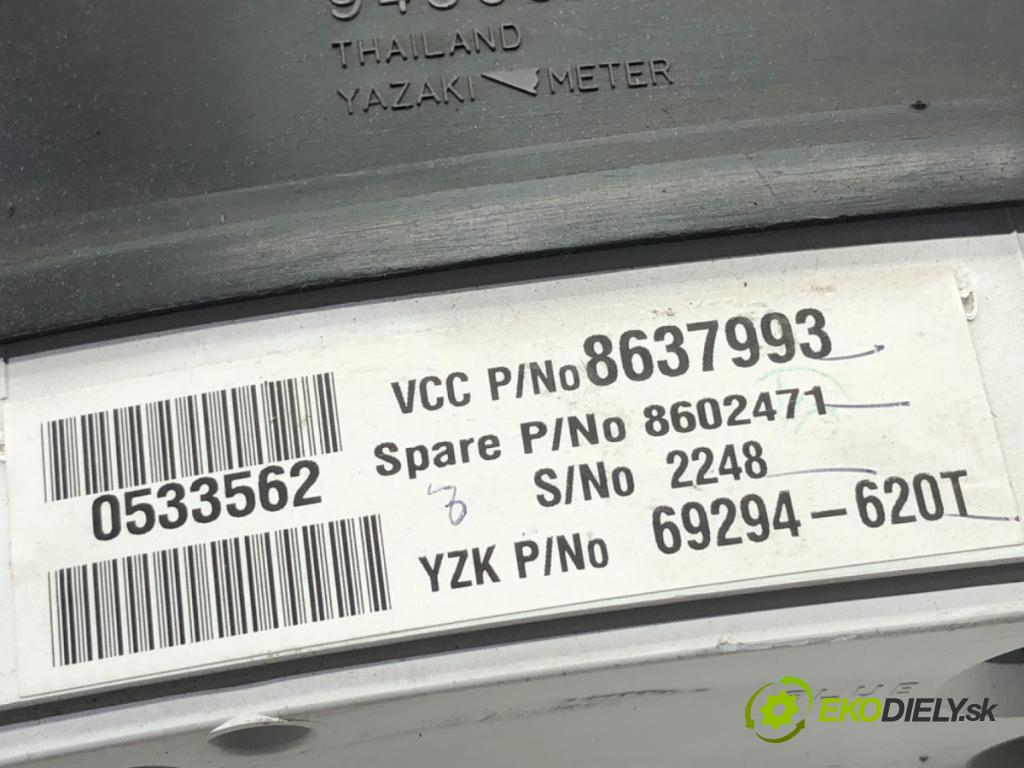 THAILAND
YAZAKI METER
VCC P/No 8637993
Spare P/No 8602471
S/No 2248
YZK P/No 69294-620T
0533562
EKODIELY.sk